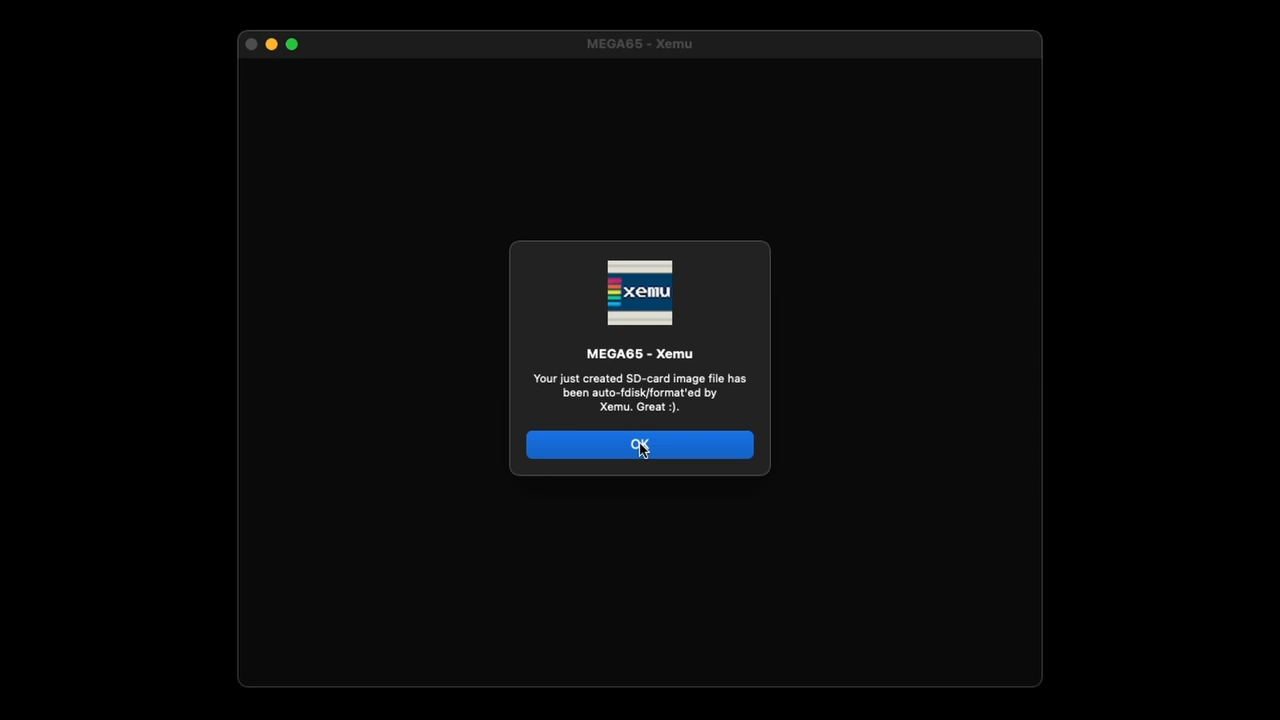 MEGA65 - Xemu
xemu
MEGA65 - Xemu
Your just created SD-card image file has
been auto-fdisk/format'ed by
Xemu. Great :).
OK